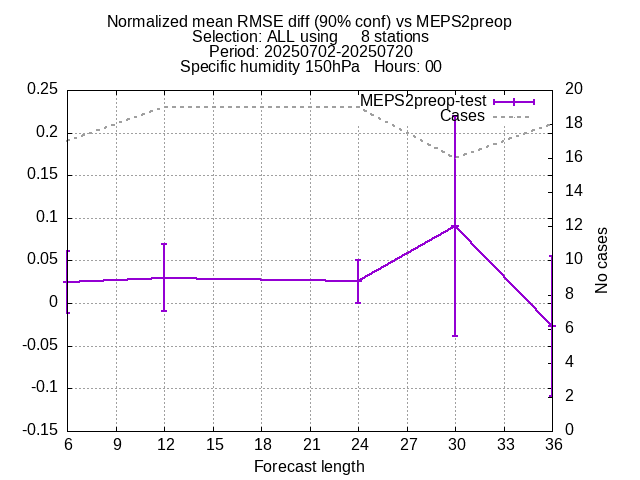 Normalized mean RMSE diff (90% conf) vs MEPS2preop
Selection: ALL using     8 stations
Period: 20250702-20250720
Specific humidity 150hPa   Hours: 00
MEPS2preop-test
Cases
0.25
0.2
0.15
0.1
0.05
0
-0.05
-0.1
-0.15
20
18
16
14
12
10
8
6
4
2
0
No cases
6 9 12 15 18 21 24 27 30 33 36
Forecast length